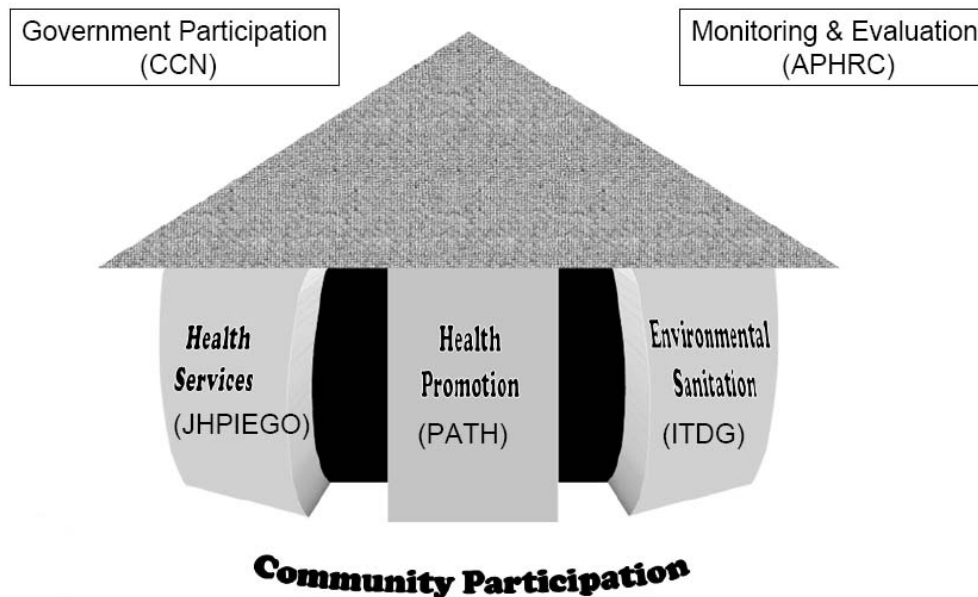 Government Participation
(CCN)
Monitoring & Evaluation
(APHRC)
Health
Services
(JHPIEGO)
Health
Promotion
(PATH)
Environmental
Sanitation
(ITDG)
Community Participation